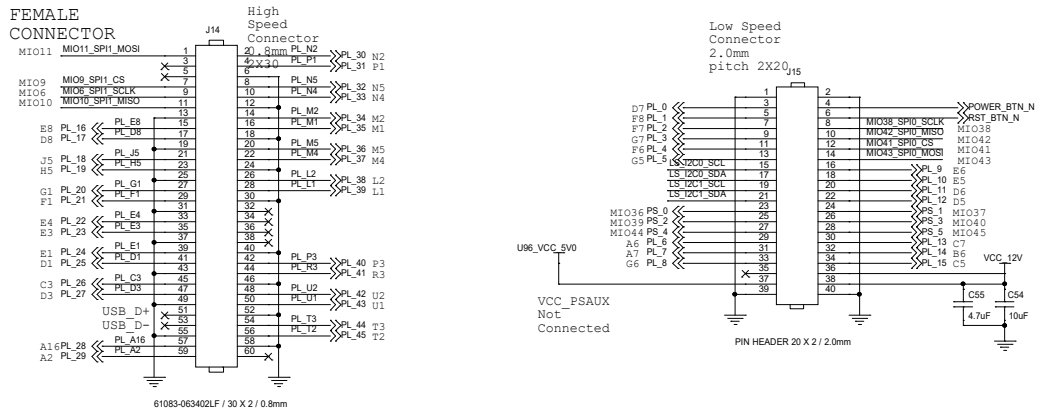 FEMALE
CONNECTOR
High
Speed
Connector
0.8mm
2X30
J14
MIO11 MIO11_SPI1_MOSI 1 2 PL_N2 PL_30 N2
3 4 PL_P1 PL_31 P1
5 6
MIO9 MIO9_SPI1_CS 7 8 PL_N5 PL_32 N5
MIO6 MIO6_SPI1_SCLK 9 10 PL_N4 PL_33 N4
MIO10 MIO10_SPI1_MISO 11 12
13 14 PL_M2 PL_34 M2
E8 PL_16 PL_E8 15 16 PL_M1 PL_35 M1
D8 PL_17 PL_D8 17 18
19 20 PL_M5 PL_36 M5
J5 PL_18 PL_J5 21 22 PL_M4 PL_37 M4
H5 PL_19 PL_H5 23 24
25 26 PL_L2 PL_38 L2
G1 PL_20 PL_G1 27 28 PL_L1 PL_39 L1
F1 PL_21 PL_F1 29 30
31 32
E4 PL_22 PL_E4 33 34
E3 PL_23 PL_E3 35 36
37 38
E1 PL_24 PL_E1 39 40
D1 PL_25 PL_D1 41 42 PL_P3 PL_40 P3
43 44 PL_R3 PL_41 R3
C3 PL_26 PL_C3 45 46
D3 PL_27 PL_D3 47 48 PL_U2 PL_42 U2
49 50 PL_U1 PL_43 U1
USB_D+ 51 52
USB_D- 53 54 PL_T3 PL_44 T3
55 56 PL_T2 PL_45 T2
A16 PL_28 PL_A16 57 58
A2 PL_29 PL_A2 59 60
61083-063402LF / 30 X 2 / 0.8mm
Low Speed
Connector
2.0mm
pitch 2X20
J15
1 2
D7 PL_0 3 4 POWER_BTN_N
F8 PL_1 5 6 RST_BTN_N
F7 PL_2 7 8 MIO38_SPI0_SCLK MIO38
G7 PL_3 9 10 MIO42_SPI0_MISO MIO42
F6 PL_4 11 12 MIO41_SPI0_CS MIO41
G5 PL_5 13 14 MIO43_SPI0_MOSI MIO43
LS_I2C0_SCL 15 16 PL_9 E6
LS_I2C0_SDA 17 18 PL_10 E5
LS_I2C1_SCL 19 20 PL_11 D6
LS_I2C1_SDA 21 22 PL_12 D5
MIO36 PS_0 23 24 PS_1 MIO37
MIO39 PS_2 25 26 PS_3 MIO40
MIO44 PS_4 27 28 PS_5 MIO45
A6 PL_6 29 30 PL_13 C7
A7 PL_7 31 32 PL_14 B6
G6 PL_8 33 34 PL_15 C5
35 36
37 38
39 40
U96_VCC_5V0
VCC_12V
VCC_PSAUX
Not
Connected
C55
4.7uF
C54
10uF
PIN HEADER 20 X 2 / 2.0mm